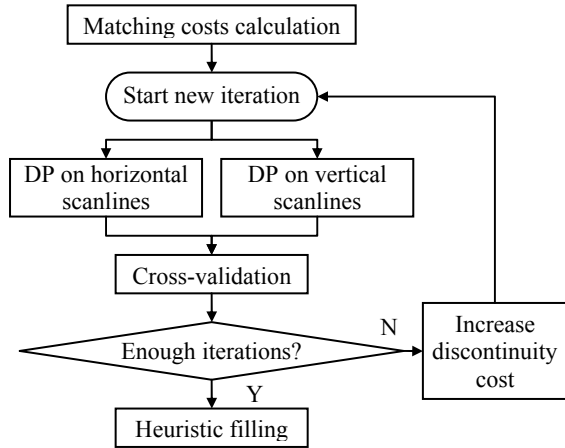 Matching costs calculation
Start new iteration
DP on horizontal
scanlines
DP on vertical
scanlines
Cross-validation
Enough iterations?
N
Increase
discontinuity
cost
Y
Heuristic filling